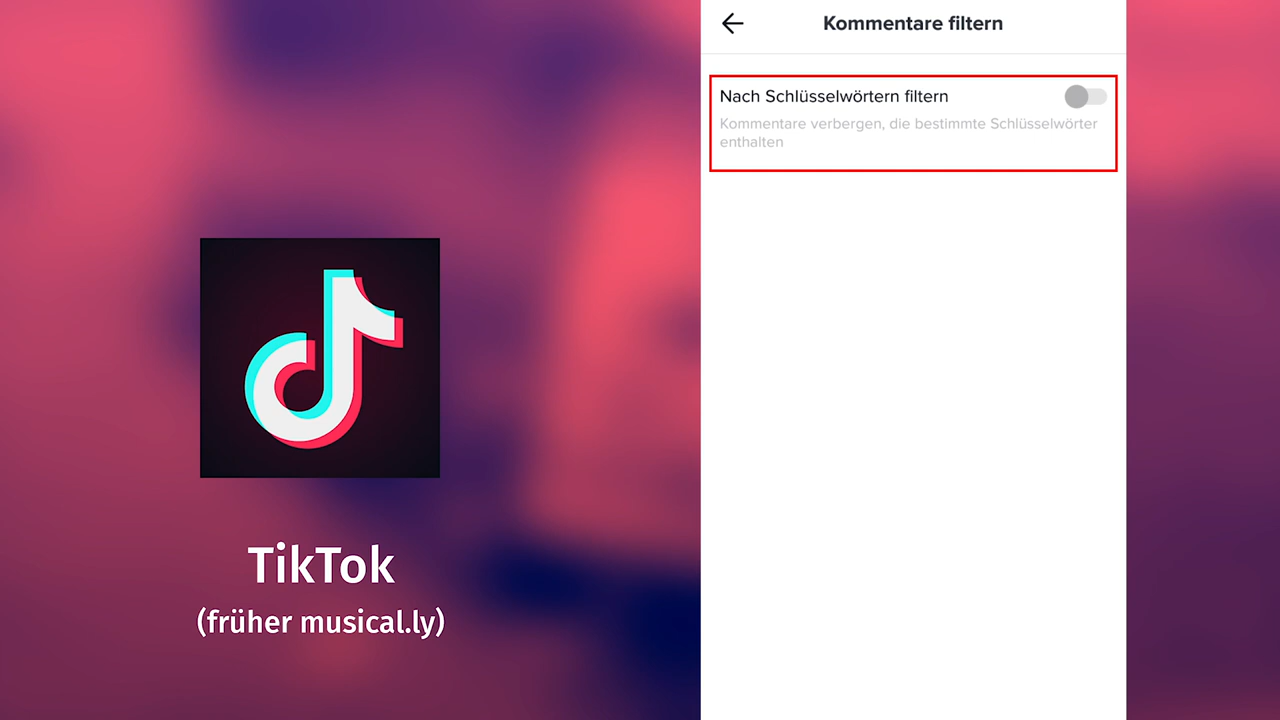 TikTok
(früher musical.ly)
Kommentare filtern
Nach Schlüsselwörtern filtern
Kommentare verbergen, die bestimmte Schlüsselwörter
enthalten